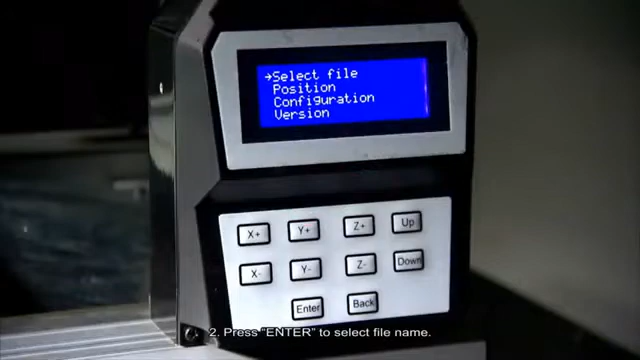 →Select file
Position
Configuration
Version
X+ Y+ Z+ Up
X- Y- Z- Down
Enter Back
2. Press "ENTER" to select file name.